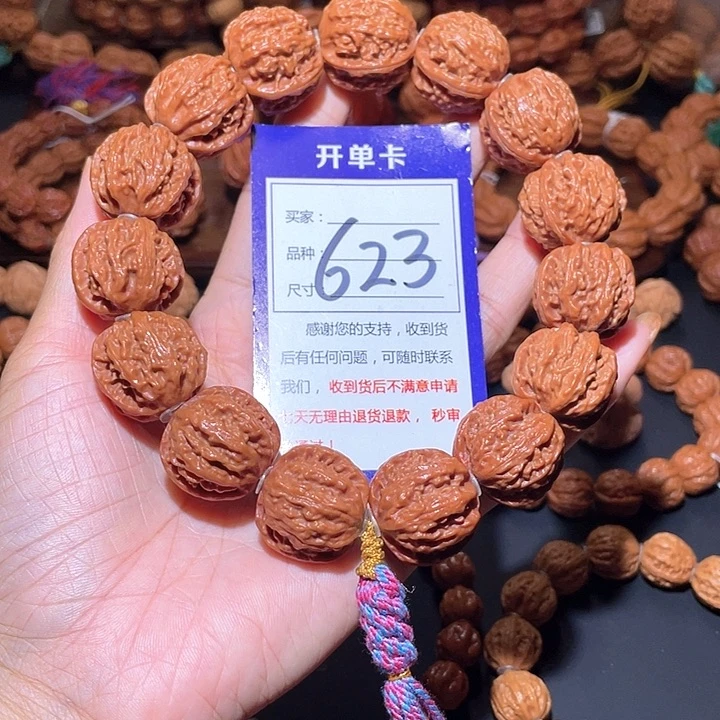 开单卡
买家：
品种 623
尺寸
感谢您的支持，收到货
后有任何问题，可随时联系
我们，收到货后不满意申请
七天无理由退货退款，秒审